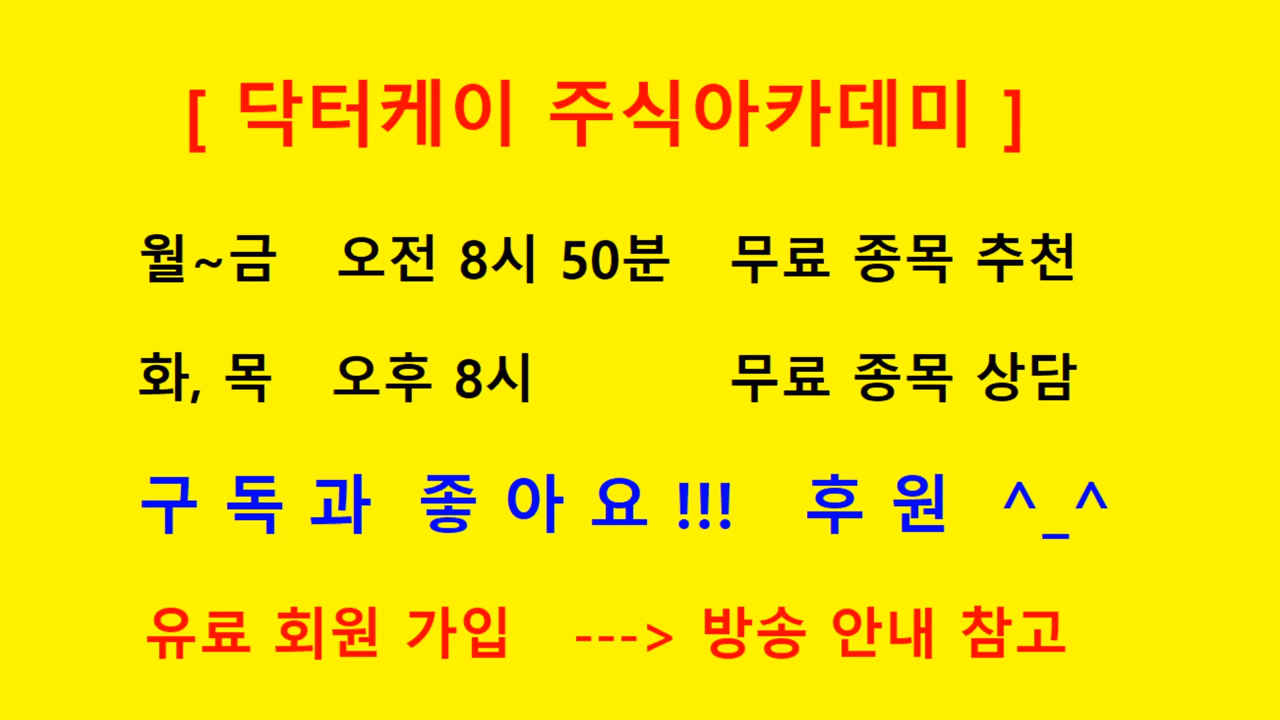 [ 닥터케이 주식아카데미 ]
월~금 오전 8시 50분 무료 종목 추천
화, 목 오후 8시 무료 종목 상담
구 독 과 좋 아 요 !!! 후 원 ^_^
유료 회원 가입 ---> 방송 안내 참고